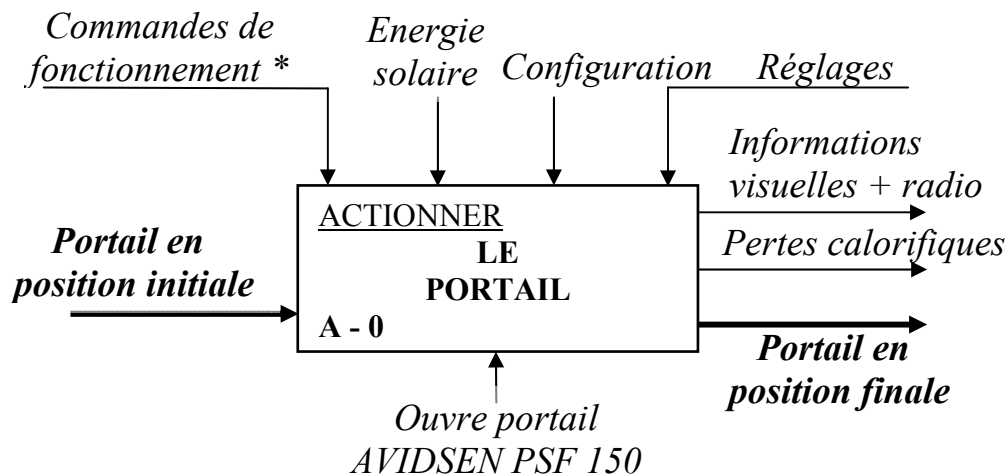 Commandes de
fonctionnement *
Energie
solaire
Configuration
Réglages
Informations
visuelles + radio
Pertes calorifiques
ACTIONNER
LE
PORTAIL
A - 0
Portail en
position initiale
Portail en
position finale
Ouvre portail
AVIDSEN PSF 150